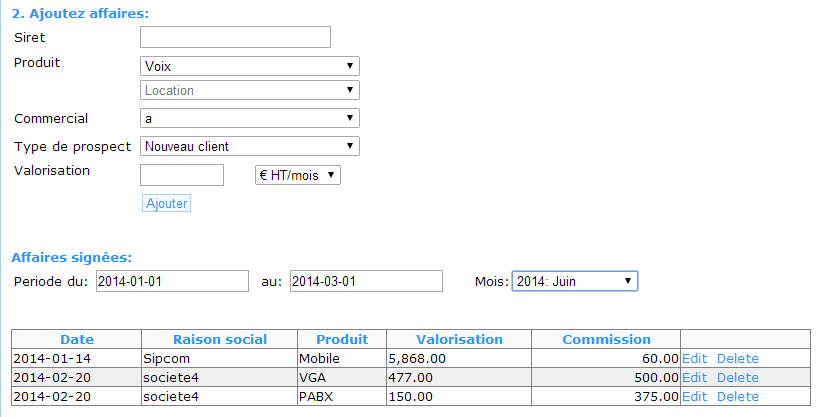 2. Ajoutez affaires:
Siret
Produit Voix
Location
Commercial a
Type de prospect Nouveau client
Valorisation € HT/mois
Ajouter
Affaires signées:
Periode du: 2014-01-01 au: 2014-03-01 Mois: 2014: Juin
Date Raison social Produit Valorisation Commission
2014-01-14 Sipcom Mobile 5,868.00 60.00 Edit Delete
2014-02-20 societe4 VGA 477.00 500.00 Edit Delete
2014-02-20 societe4 PABX 150.00 375.00 Edit Delete